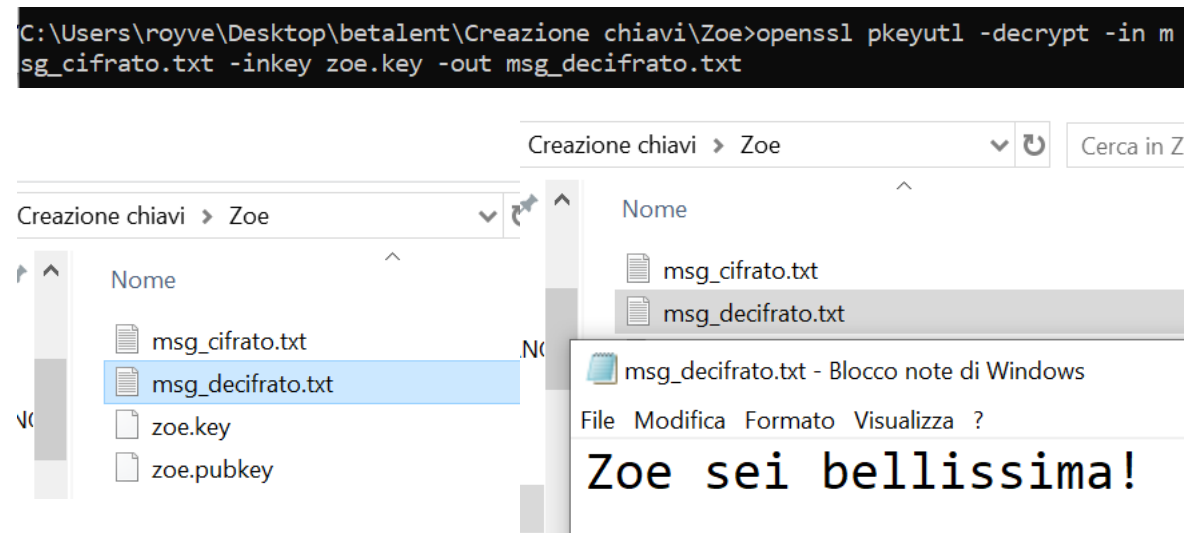 C:\Users\royve\Desktop\betalent\Creazione chiavi\Zoe>openssl pkeyutl -decrypt -in m
sg_cifrato.txt -inkey zoe.key -out msg_decifrato.txt
Creazione chiavi > Zoe
Nome
msg_cifrato.txt
msg_decifrato.txt
zoe.key
zoe.pubkey
Creazione chiavi > Zoe
Cerca in Z
Nome
msg_cifrato.txt
msg_decifrato.txt
msg_decifrato.txt - Blocco note di Windows
File Modifica Formato Visualizza ?
Zoe sei bellissima!